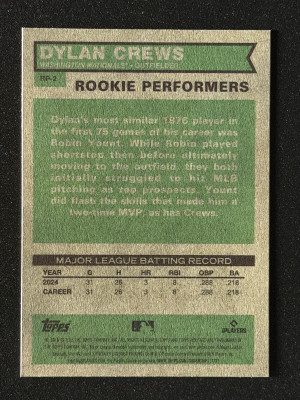 DYLAN CREWS
WASHINGTON NATIONALS • OUTFIELDER
RP-2
ROOKIE PERFORMERS
Dylan's most similar 1975 player in
the first 75 games of his career was
Robin Yount. While Robin played
shortstop then before ultimately
moving to the outfield, they both
initially struggled to hit MLB
pitching as top prospects. Yount
did flash the skills that made him a
two-time MVP, as has Crews.
MAJOR LEAGUE BATTING RECORD
YEAR G H HR RBI OBP BA
2024 31 26 3 8 .288 .218
CAREER 31 26 3 8 .288 .218
Topps
PLAYERS